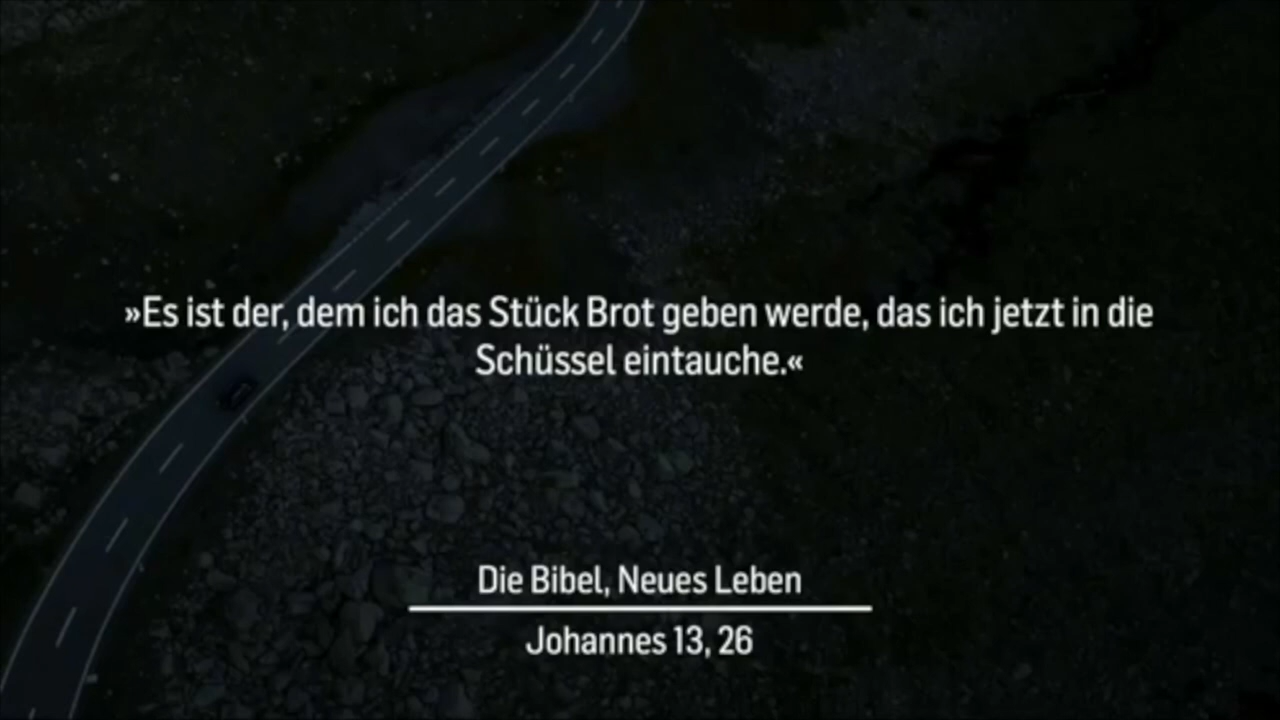 »Es ist der, dem ich das Stück Brot geben werde, das ich jetzt in die
Schüssel eintauche.«
Die Bibel, Neues Leben
Johannes 13, 26